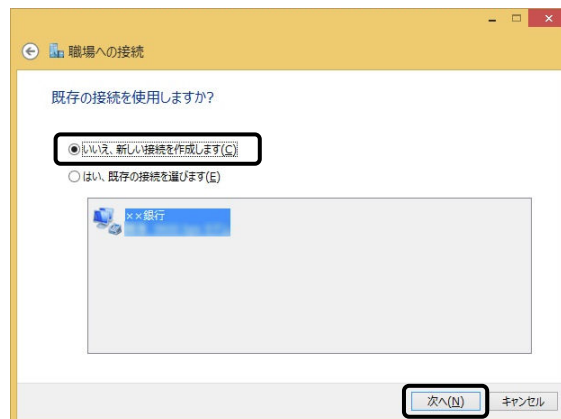 職場への接続
既存の接続を使用しますか?
いいえ、新しい接続を作成します(C)
はい、既存の接続を選びます(E)
××銀行
次へ(N)
キャンセル